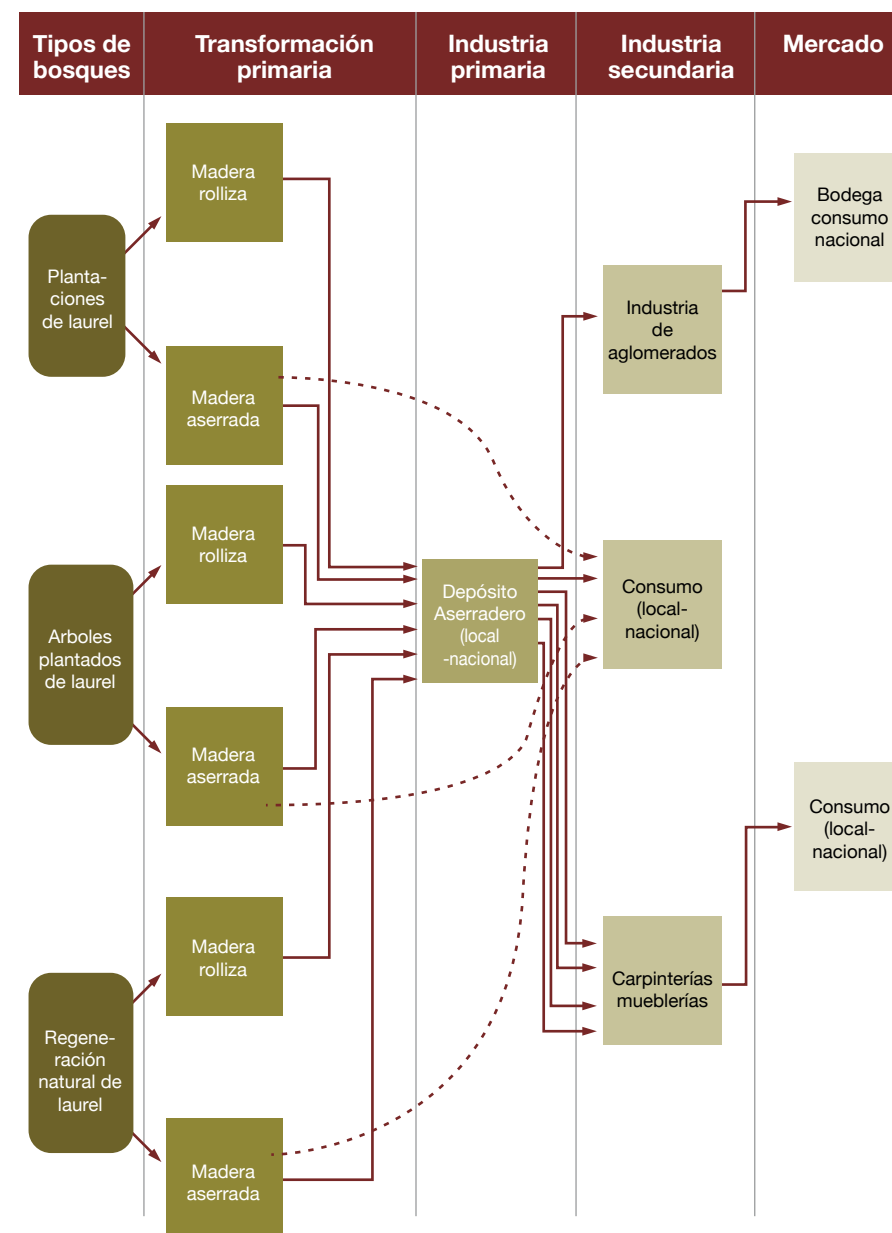 Tipos de
bosques
Transformación
primaria
Industria
primaria
Industria
secundaria
Mercado
Planta-
ciones
de laurel
Madera
rolliza
Madera
aserrada
Arboles
plantados
de laurel
Madera
rolliza
Madera
aserrada
Regene-
ración
natural de
laurel
Madera
rolliza
Madera
aserrada
Depósito
Aserradero
(local
-nacional)
Industria
de
aglomerados
Consumo
(local-
nacional)
Carpinterías
mueblerías
Bodega
consumo
nacional
Consumo
(local-
nacional)